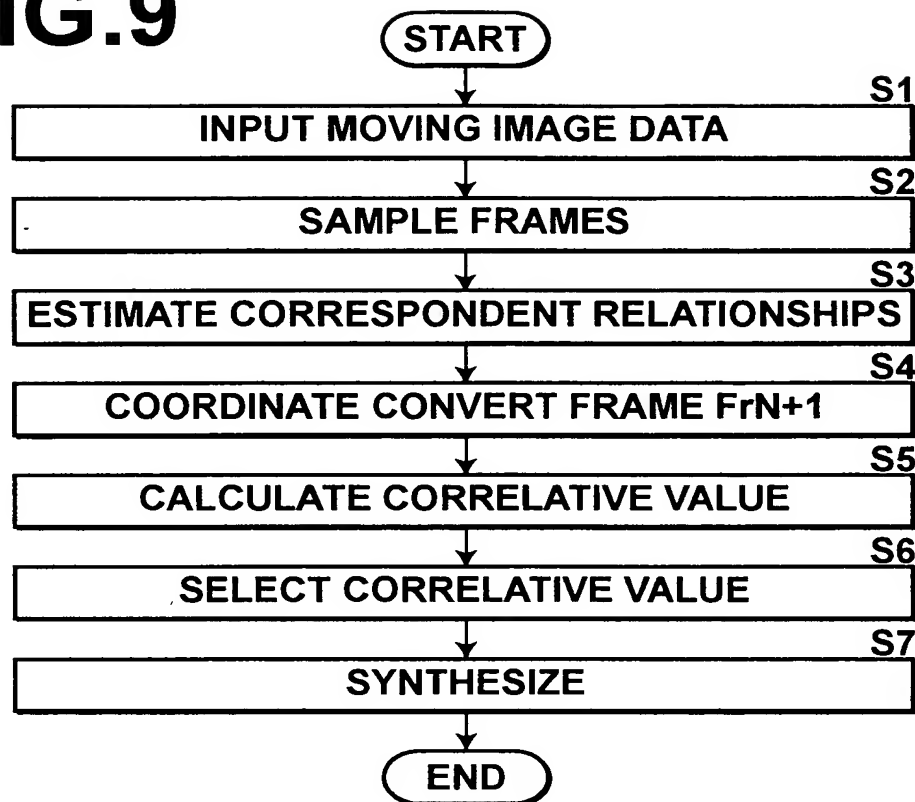 IG.9
START
S1
INPUT MOVING IMAGE DATA
S2
SAMPLE FRAMES
S3
ESTIMATE CORRESPONDENT RELATIONSHIPS
S4
COORDINATE CONVERT FRAME FrN+1
S5
CALCULATE CORRELATIVE VALUE
S6
SELECT CORRELATIVE VALUE
S7
SYNTHESIZE
END